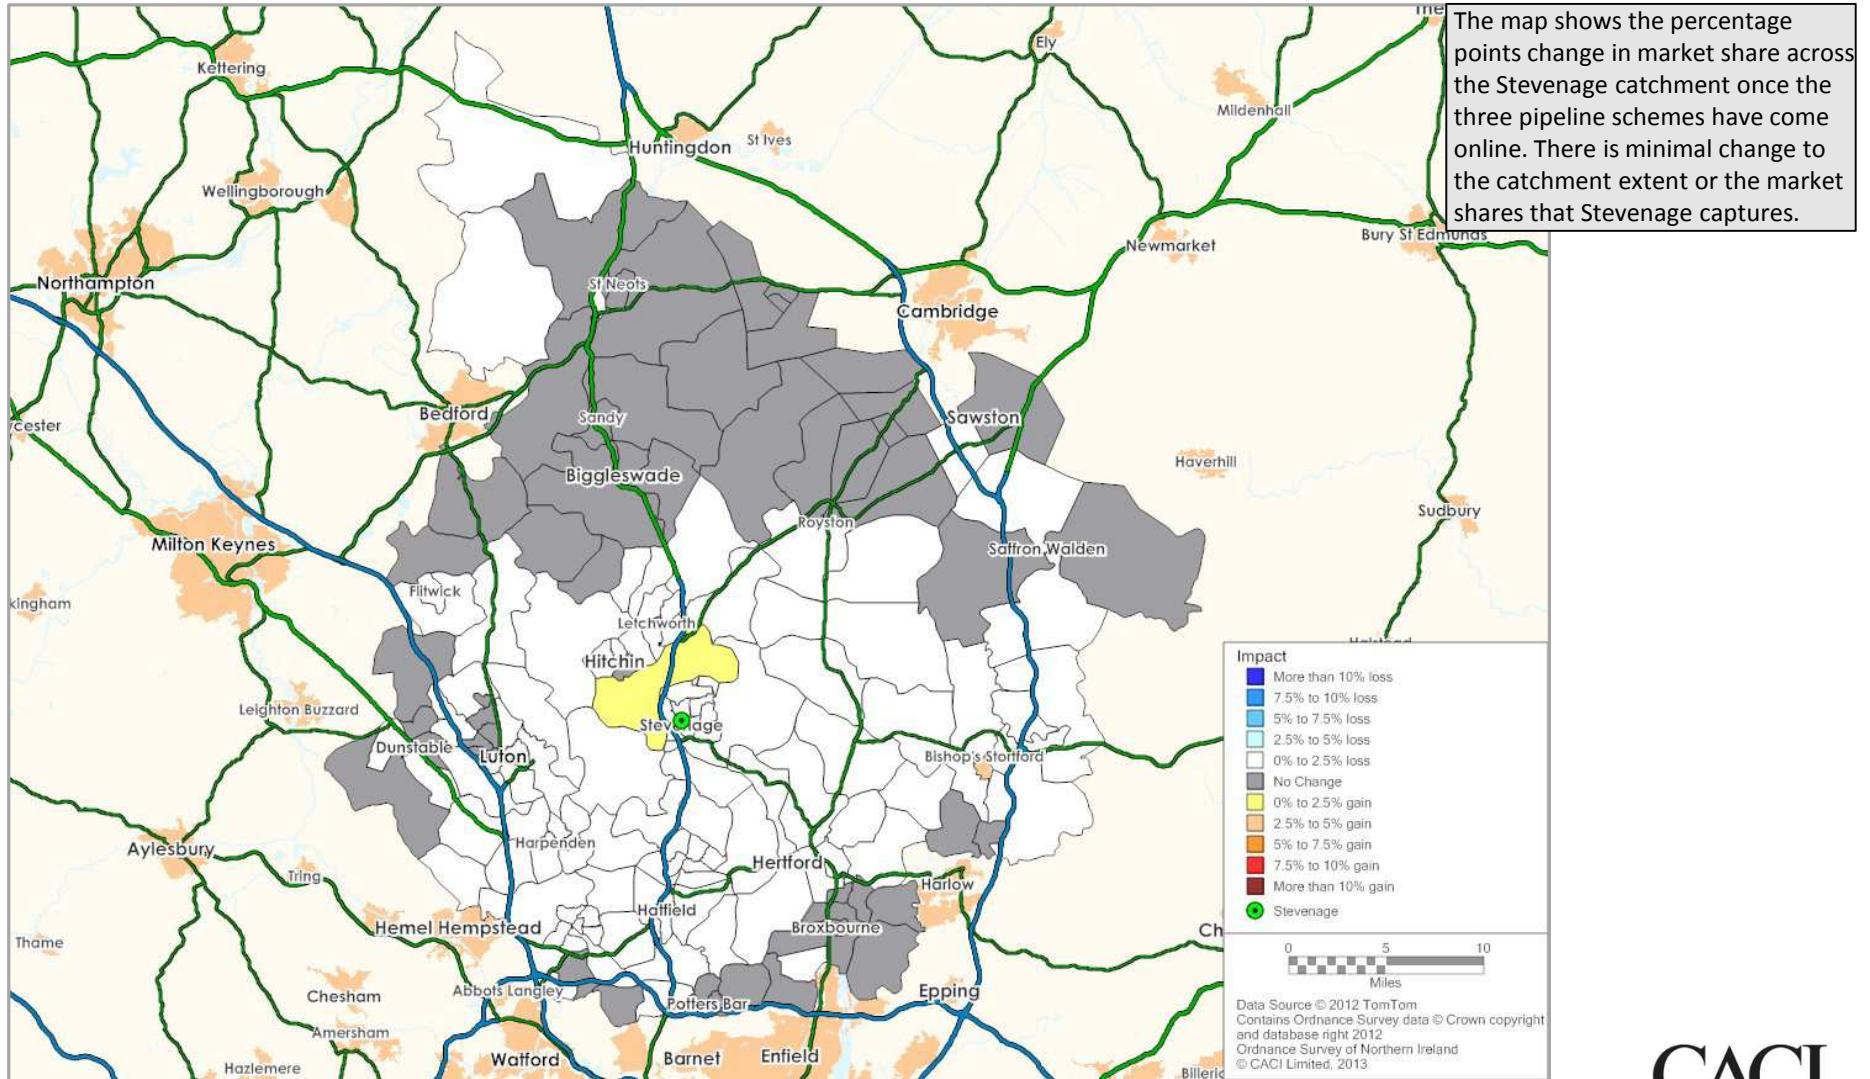 The map shows the percentage
points change in market share across
the Stevenage catchment once the
three pipeline schemes have come
online. There is minimal change to
the catchment extent or the market
shares that Stevenage captures.
Kettering
Ely
Mildenhall
Huntingdon
St Ives
Wellingborough
Newmarket
Bury St Edmunds
Northampton
St Neots
Cambridge
Bedford
Sandy
Sawston
Haverhill
Biggleswade
Sudbury
Royston
Milton Keynes
Saffron Walden
Flitwick
Letchworth
Hitchin
Leighton Buzzard
Stevenage
Dunstable
Luton
Bishop's Stortford
Harpenden
Aylesbury
Hertford
Tring
Harlow
Hatfield
Hemel Hempstead
Broxbourne
Thame
Chesham
Abbots Langley
Potters Bar
Epping
Amersham
Watford
Barnet
Enfield
Hazlemere
Impact
More than 10% loss
7.5% to 10% loss
5% to 7.5% loss
2.5% to 5% loss
0% to 2.5% loss
No Change
0% to 2.5% gain
2.5% to 5% gain
5% to 7.5% gain
7.5% to 10% gain
More than 10% gain
Stevenage
0 5 10
Miles
Data Source © 2012 TomTom
Contains Ordnance Survey data © Crown copyright
and database right 2012
Ordnance Survey of Northern Ireland
© CACI Limited, 2013
CACI